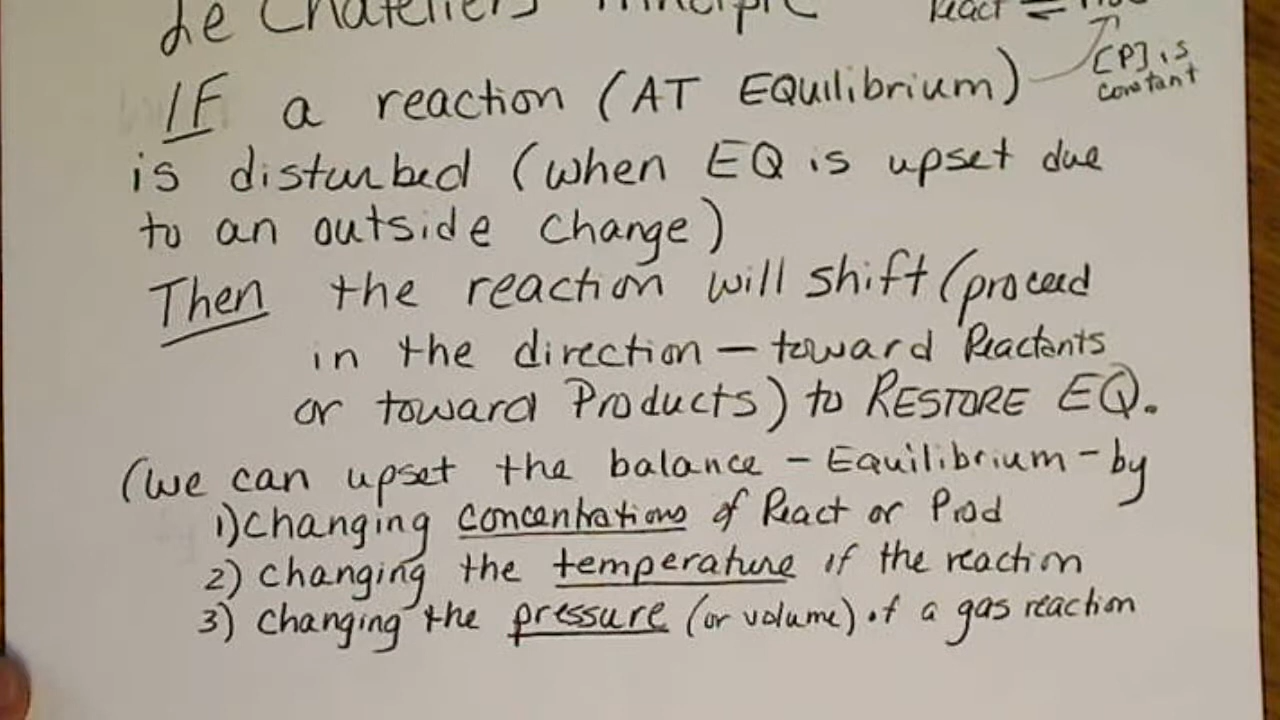 Le Chatelier's Principle
React ⇌
[P] is
constant
IF a reaction (AT EQuilibrium)
is disturbed (when EQ is upset due
to an outside change)
Then the reaction will shift (proceed
in the direction — toward Reactants
or toward Products) to RESTORE EQ.
(we can upset the balance – Equilibrium – by
1) changing concentrations of React or Prod
2) changing the temperature if the reaction
3) changing the pressure (or volume) of a gas reaction